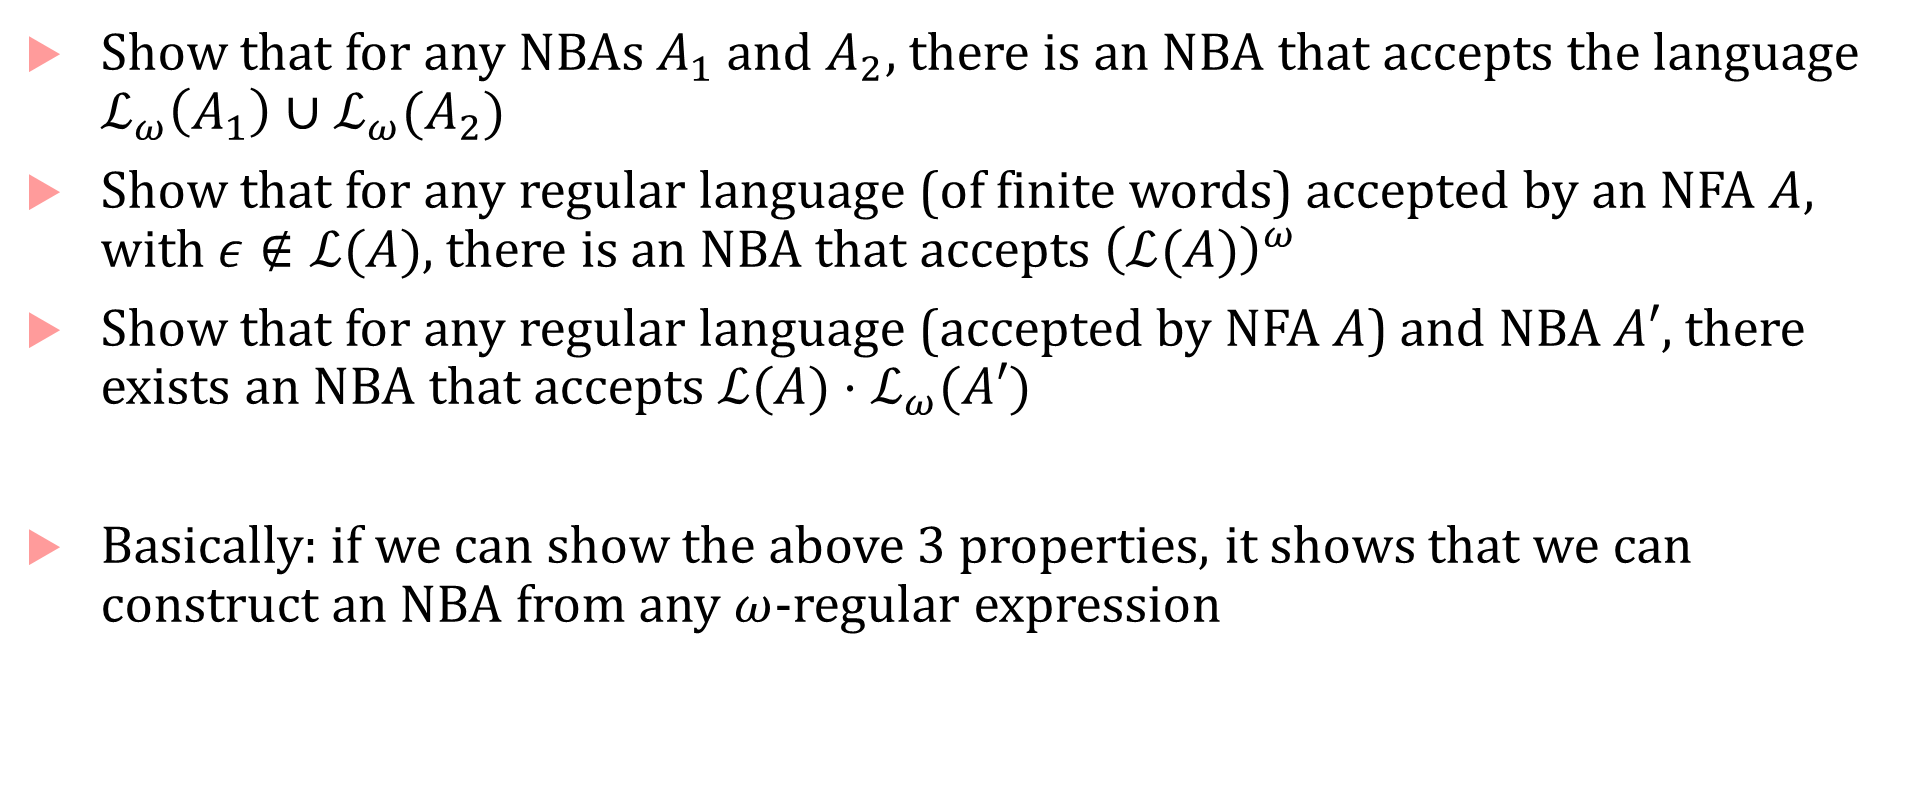 Show that for any NBAs 𝐴₁ and 𝐴₂, there is an NBA that accepts the language
ℒ_ω(𝐴₁) ∪ ℒ_ω(𝐴₂)
Show that for any regular language (of finite words) accepted by an NFA 𝐴,
with ϵ ∉ ℒ(𝐴), there is an NBA that accepts (ℒ(𝐴))^ω
Show that for any regular language (accepted by NFA 𝐴) and NBA 𝐴′, there
exists an NBA that accepts ℒ(𝐴) · ℒ_ω(𝐴′)
Basically: if we can show the above 3 properties, it shows that we can
construct an NBA from any ω-regular expression